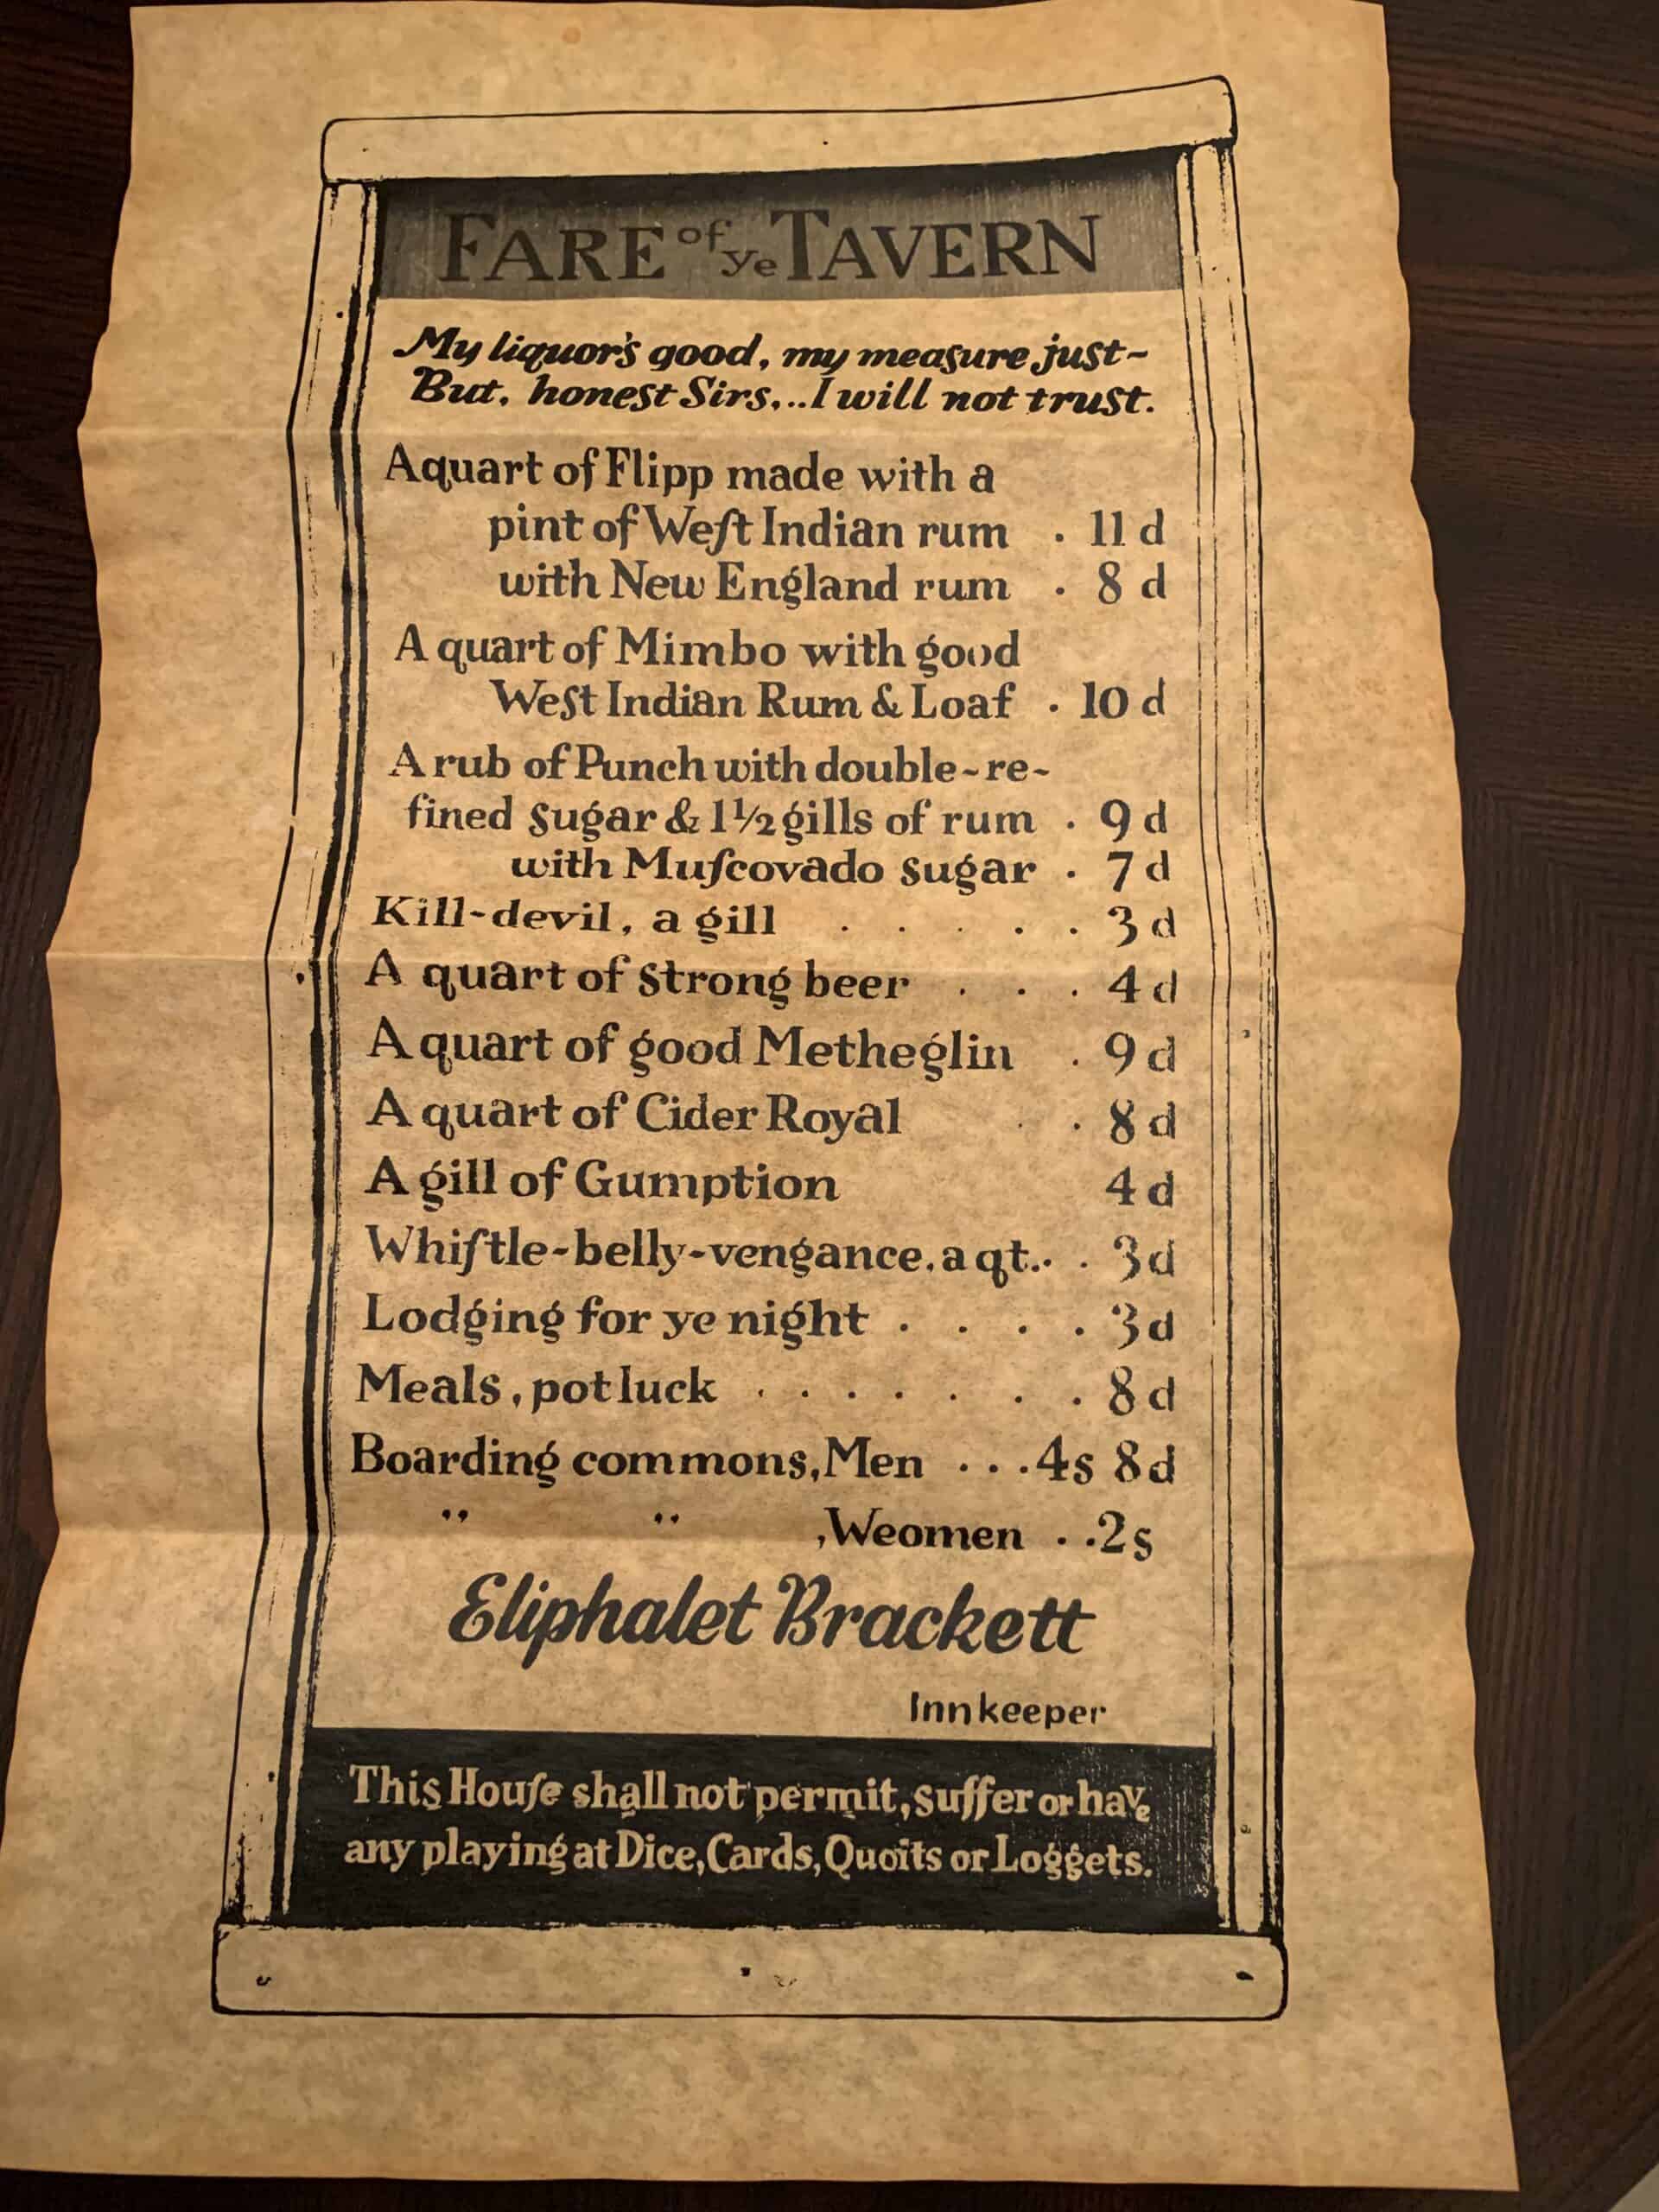 FARE of ye TAVERN
My liquor's good, my measure just-
But, honest Sirs,..I will not trust.
A quart of Flipp made with a
pint of Weſt Indian rum . 11 d
with New England rum . 8 d
A quart of Mimbo with good
West Indian Rum & Loaf . 10 d
A rub of Punch with double-re-
fined sugar & 1½ gills of rum . 9 d
with Muſcovado sugar . 7 d
Kill-devil, a gill . . . . . 3 d
A quart of strong beer . . . 4 d
A quart of good Metheglin . 9 d
A quart of Cider Royal . . 8 d
A gill of Gumption 4 d
Whiſtle-belly-vengance, a qt.. . 3d
Lodging for ye night . . . . 3d
Meals, pot luck . . . . . . . 8 d
Boarding commons, Men . . . 4s 8d
" " , Weomen . . 2s
Eliphalet Brackett
Innkeeper
This Houſe shall not permit, suffer or have
any playing at Dice, Cards, Quoits or Loggets.